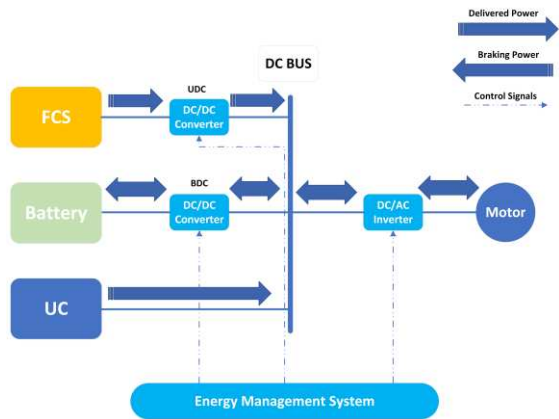 Delivered Power
Braking Power
Control Signals
DC BUS
UDC
FCS
DC/DC
Converter
BDC
Battery
DC/DC
Converter
DC/AC
Inverter
Motor
UC
Energy Management System